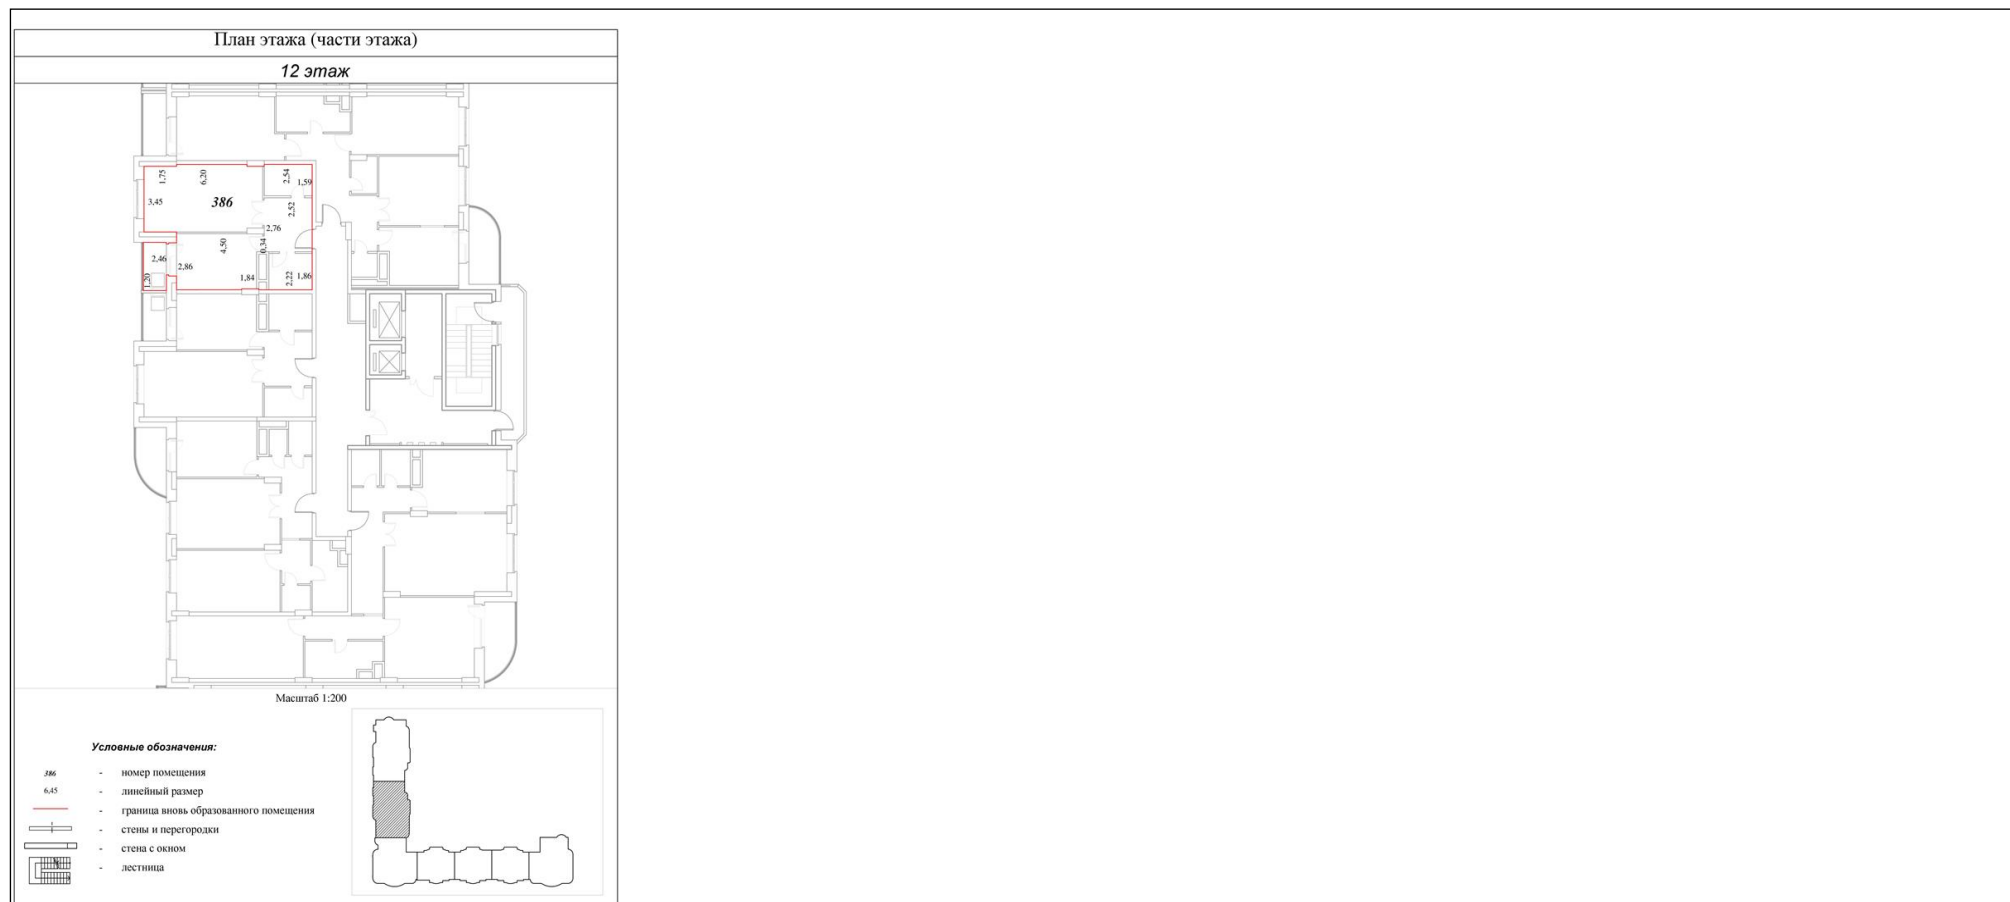 План этажа (части этажа)
12 этаж
1,75
6,20
2,54
1,59
3,45
386
2,52
2,76
4,50
0,34
2,46
2,86
1,20
1,84
2,22
1,86
Масштаб 1:200
Условные обозначения:
386 - номер помещения
6,45 - линейный размер
- граница вновь образованного помещения
- стены и перегородки
- стена с окном
- лестница